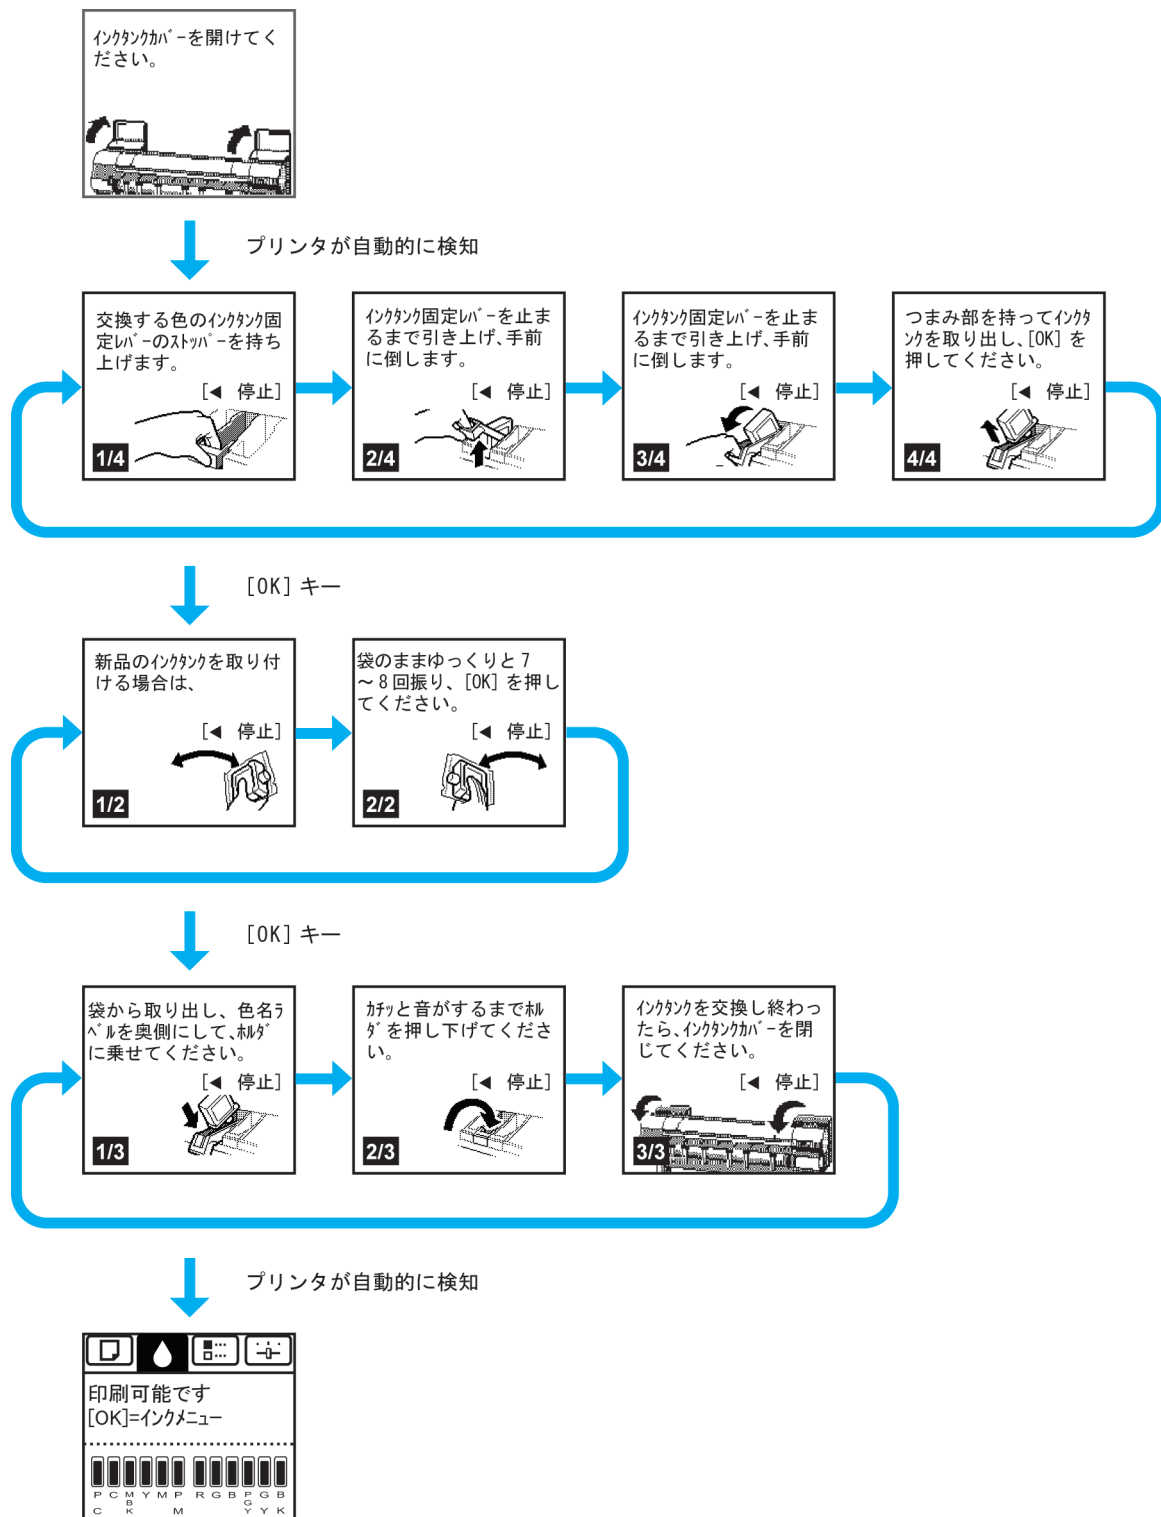 ｲﾝｸﾀﾝｸｶﾊﾞｰを開けてく
ださい。
プリンタが自動的に検知
交換する色のｲﾝｸﾀﾝｸ固
定ﾚﾊﾞｰのｽﾄｯﾊﾟｰを持ち
上げます。
[◀ 停止]
1/4
ｲﾝｸﾀﾝｸ固定ﾚﾊﾞｰを止ま
るまで引き上げ、手前
に倒します。
[◀ 停止]
2/4
ｲﾝｸﾀﾝｸ固定ﾚﾊﾞｰを止ま
るまで引き上げ、手前
に倒します。
[◀ 停止]
3/4
つまみ部を持ってｲﾝｸﾀ
ﾝｸを取り出し、[OK] を
押してください。
[◀ 停止]
4/4
[OK] キー
新品のｲﾝｸﾀﾝｸを取り付
ける場合は、
[◀ 停止]
1/2
袋のままゆっくりと 7
～ 8 回振り、[OK] を押し
てください。
[◀ 停止]
2/2
[OK] キー
袋から取り出し、色名ﾗ
ﾍﾞﾙを奥側にして、ﾎﾙﾀﾞ
に乗せてください。
[◀ 停止]
1/3
ｶﾁｯと音がするまでﾎﾙ
ﾀﾞを押し下げてくださ
い。
[◀ 停止]
2/3
ｲﾝｸﾀﾝｸを交換し終わっ
たら、ｲﾝｸﾀﾝｸｶﾊﾞｰを閉
じてください。
[◀ 停止]
3/3
プリンタが自動的に検知
印刷可能です
[OK]=ｲﾝｸﾒﾆｭｰ
PC C MBK Y M PM R G B PGY GY BK